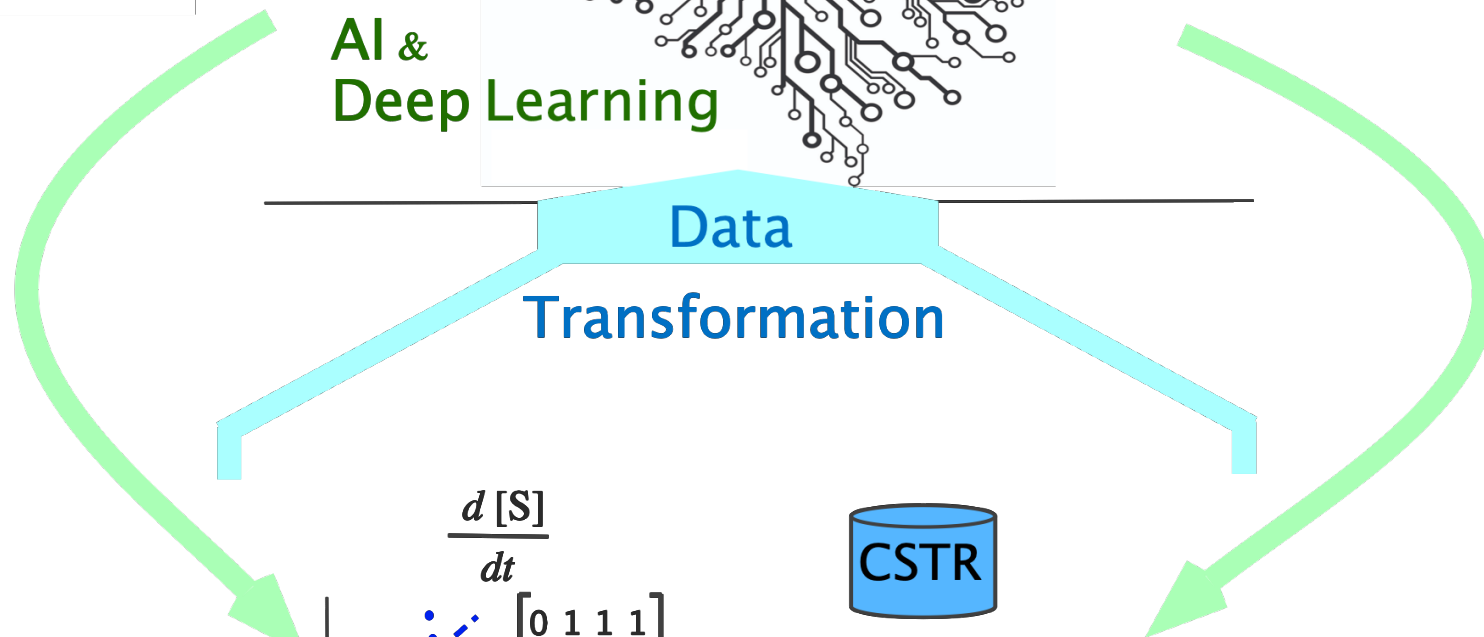 AI &
Deep Learning
Data
Transformation
d [S]
dt
CSTR
0 1 1 1